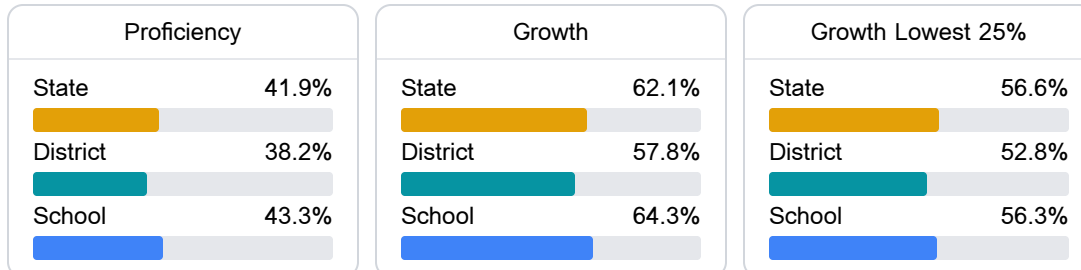 Proficiency
State 41.9%
District 38.2%
School 43.3%
Growth
State 62.1%
District 57.8%
School 64.3%
Growth Lowest 25%
State 56.6%
District 52.8%
School 56.3%